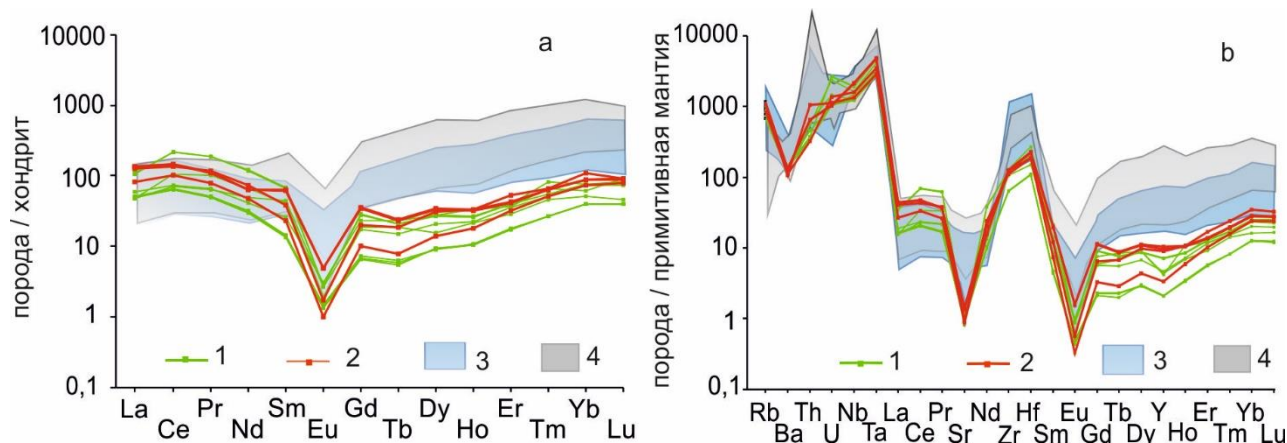 a
порода / хондрит
10000
1000
100
10
1
0,1
1 2 3 4
La Ce Pr Nd Sm Eu Gd Tb Dy Ho Er Tm Yb Lu
b
порода / примитивная мантия
10000
1000
100
10
1
0,1
1 2 3 4
Rb Ba Th U Nb Ta La Ce Pr Sr Nd Zr Hf Sm Eu Gd Tb Dy Y Ho Er Tm Yb Lu